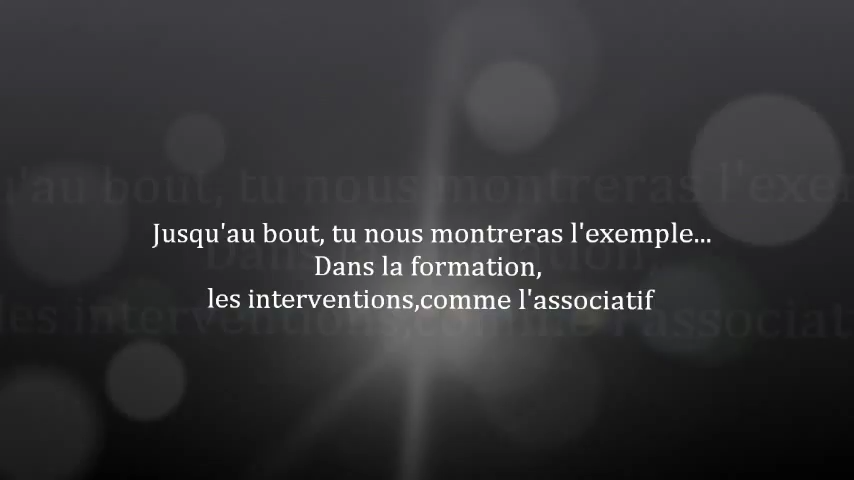 Jusqu'au bout, tu nous montreras l'exemple...
Dans la formation,
les interventions,comme l'associatif